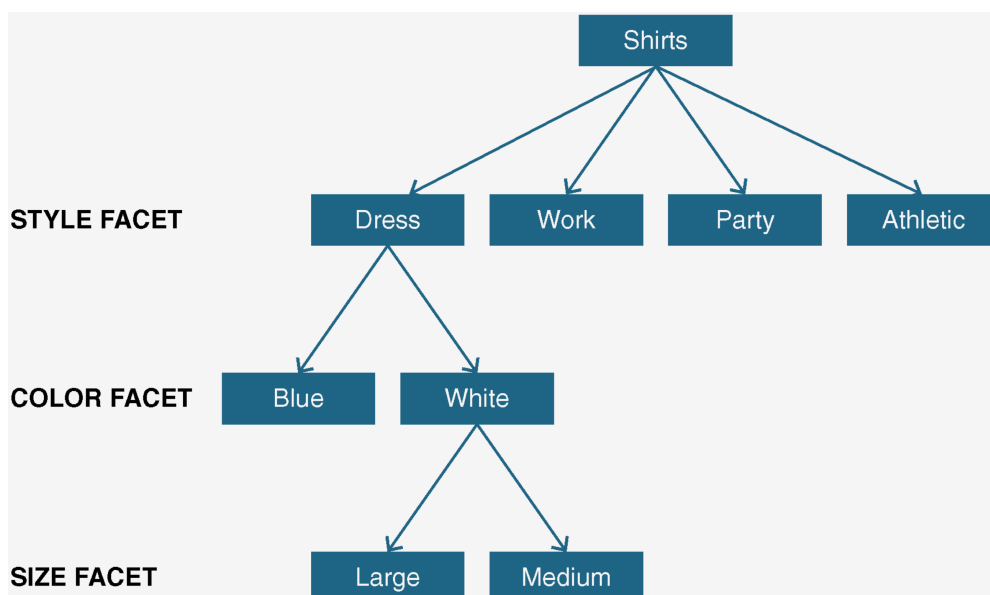 Shirts
STYLE FACET
Dress
Work
Party
Athletic
COLOR FACET
Blue
White
SIZE FACET
Large
Medium